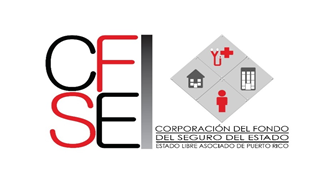 CF
SE
CORPORACIÓN DEL FONDO
DEL SEGURO DEL ESTADO
ESTADO LIBRE ASOCIADO DE PUERTO RICO